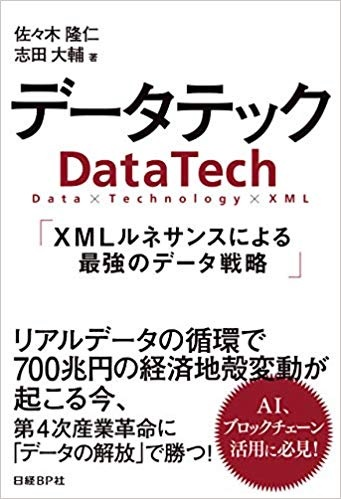 佐々木 隆仁
志田 大輔 著
データテック
DataTech
Data×Technology×XML
「XMLルネサンスによる
最強のデータ戦略」
リアルデータの循環で
700兆円の経済地殻変動が
起こる今、
第4次産業革命に
「データの解放」で勝つ!
AI、
ブロックチェーン
活用に必見!
日経BP社